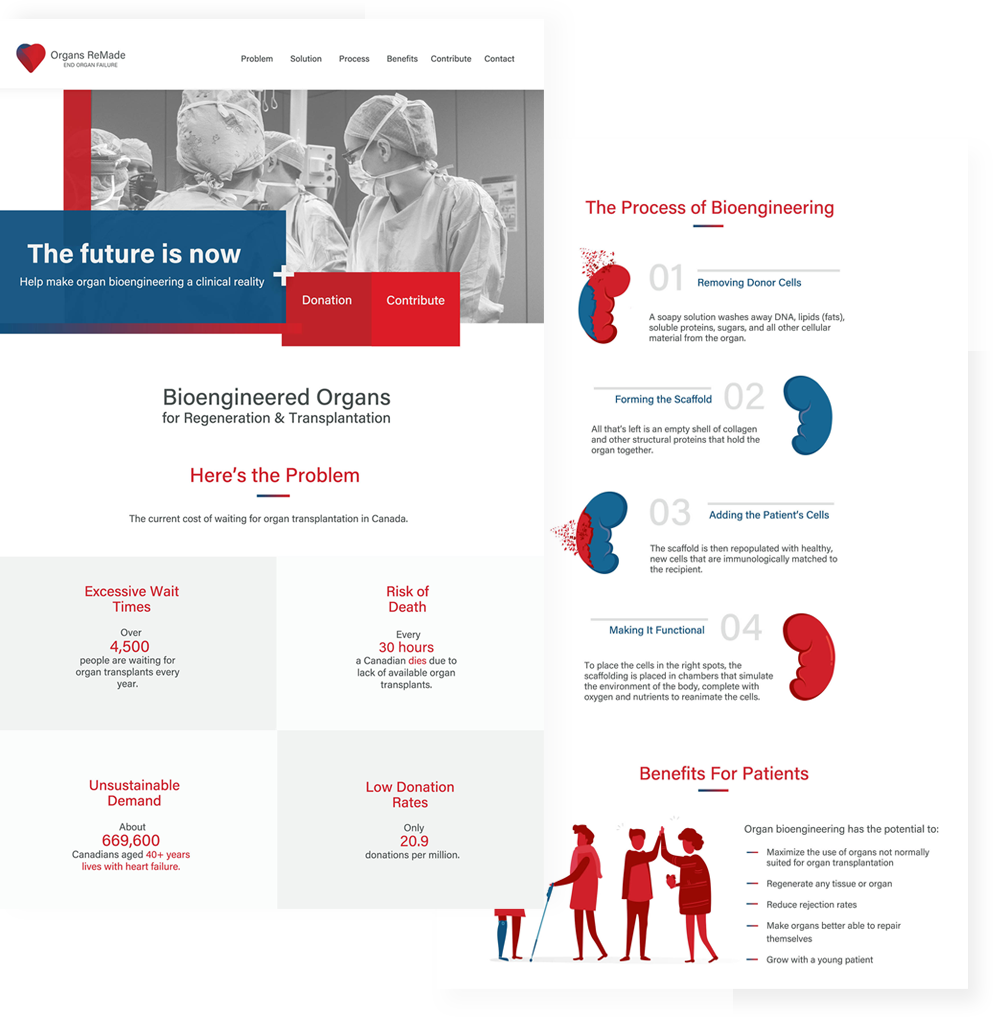 Organs ReMade
END ORGAN FAILURE
Problem Solution Process Benefits Contribute Contact
The future is now
Help make organ bioengineering a clinical reality
Donation
Contribute
Bioengineered Organs
for Regeneration & Transplantation
Here's the Problem
The current cost of waiting for organ transplantation in Canada.
Excessive Wait
Times
Over
4,500
people are waiting for
organ transplants every
year.
Risk of
Death
Every
30 hours
a Canadian dies due to
lack of available organ
transplants.
Unsustainable
Demand
About
669,600
Canadians aged 40+ years
lives with heart failure.
Low Donation
Rates
Only
20.9
donations per million.
The Process of Bioengineering
01
Removing Donor Cells
A soapy solution washes away DNA, lipids (fats),
soluble proteins, sugars, and all other cellular
material from the organ.
02
Forming the Scaffold
All that's left is an empty shell of collagen
and other structural proteins that hold the
organ together.
03
Adding the Patient's Cells
The scaffold is then repopulated with healthy,
new cells that are immunologically matched to
the recipient.
04
Making It Functional
To place the cells in the right spots, the
scaffolding is placed in chambers that simulate
the environment of the body, complete with
oxygen and nutrients to reanimate the cells.
Benefits For Patients
Organ bioengineering has the potential to:
Maximize the use of organs not normally
suited for organ transplantation
Regenerate any tissue or organ
Reduce rejection rates
Make organs better able to repair
themselves
Grow with a young patient